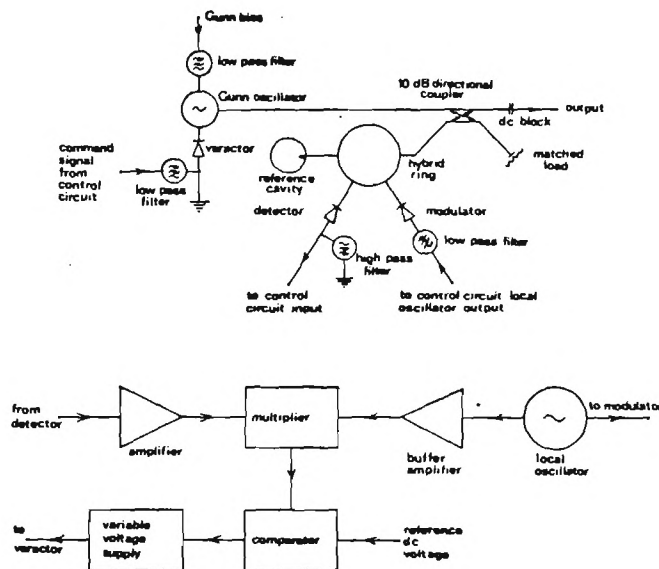 Gunn bias
low pass filter
Gunn oscillator
10 dB directional
coupler
output
dc block
command
signal
from
control
circuit
varactor
low pass
filter
reference
cavity
hybrid
ring
matched
load
detector
modulator
low pass filter
high pass
filter
to control
circuit input
to control circuit local
oscillator output
from
detector
amplifier
multiplier
buffer
amplifier
local
oscillator
to modulator
to
varactor
variable
voltage
supply
comparator
reference
dc
voltage